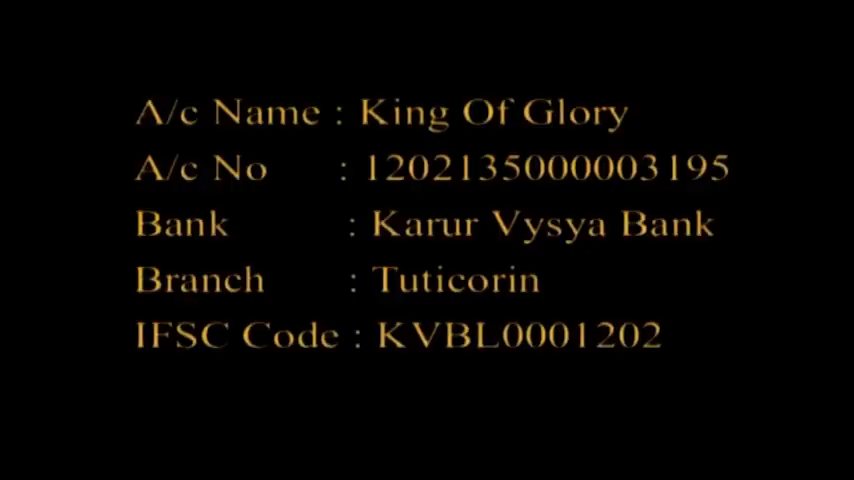 A/c Name : King Of Glory
A/c No : 1202135000003195
Bank : Karur Vysya Bank
Branch : Tuticorin
IFSC Code : KVBL0001202